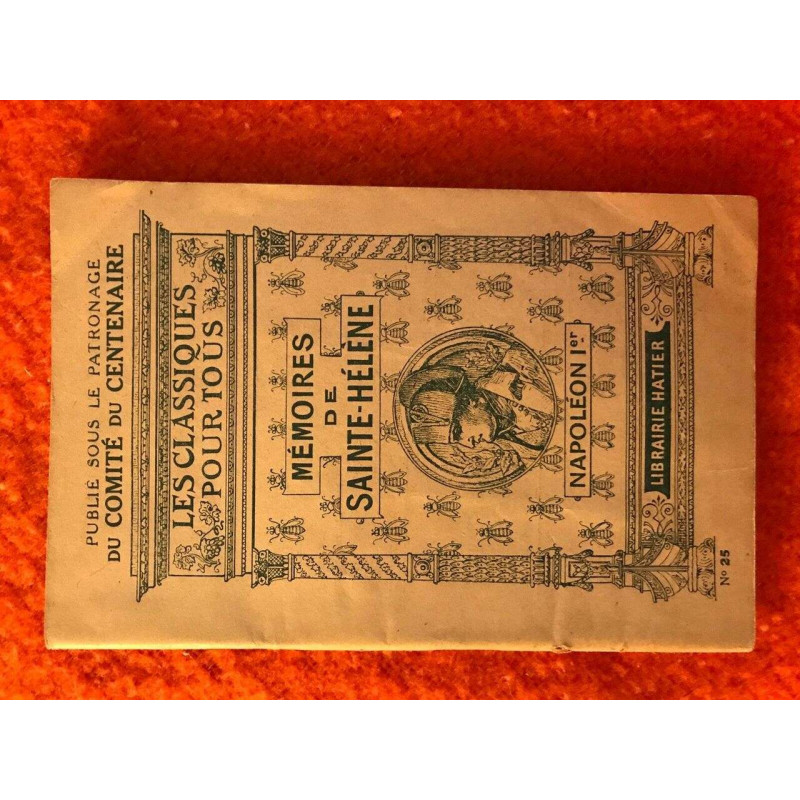 PUBLIÉ SOUS LE PATRONAGE
DU COMITÉ DU CENTENAIRE
LES CLASSIQUES
POUR TOUS
MÉMOIRES
DE
SAINTE-HÉLÈNE
NAPOLÉON Ier
LIBRAIRIE HATIER
No 25